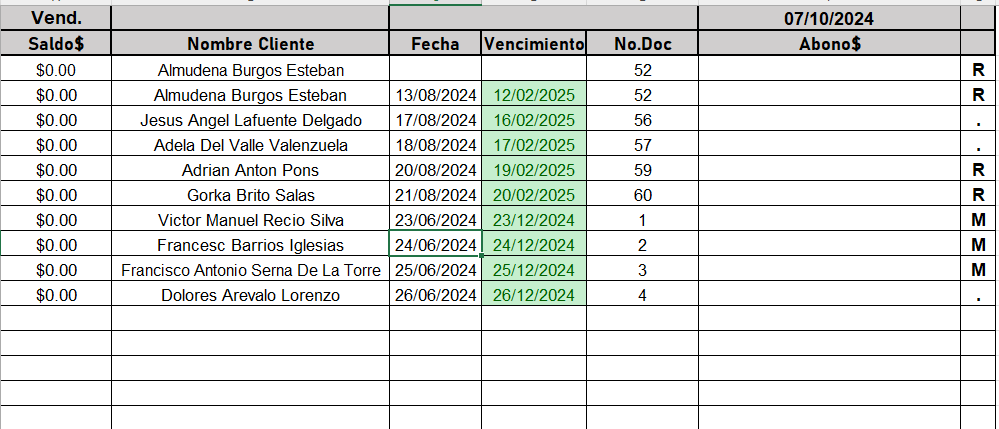 Vend. 07/10/2024
Saldo$ Nombre Cliente Fecha Vencimiento No.Doc Abono$
$0.00 Almudena Burgos Esteban 52 R
$0.00 Almudena Burgos Esteban 13/08/2024 12/02/2025 52 R
$0.00 Jesus Angel Lafuente Delgado 17/08/2024 16/02/2025 56 .
$0.00 Adela Del Valle Valenzuela 18/08/2024 17/02/2025 57 .
$0.00 Adrian Anton Pons 20/08/2024 19/02/2025 59 R
$0.00 Gorka Brito Salas 21/08/2024 20/02/2025 60 R
$0.00 Victor Manuel Recio Silva 23/06/2024 23/12/2024 1 M
$0.00 Francesc Barrios Iglesias 24/06/2024 24/12/2024 2 M
$0.00 Francisco Antonio Serna De La Torre 25/06/2024 25/12/2024 3 M
$0.00 Dolores Arevalo Lorenzo 26/06/2024 26/12/2024 4 .